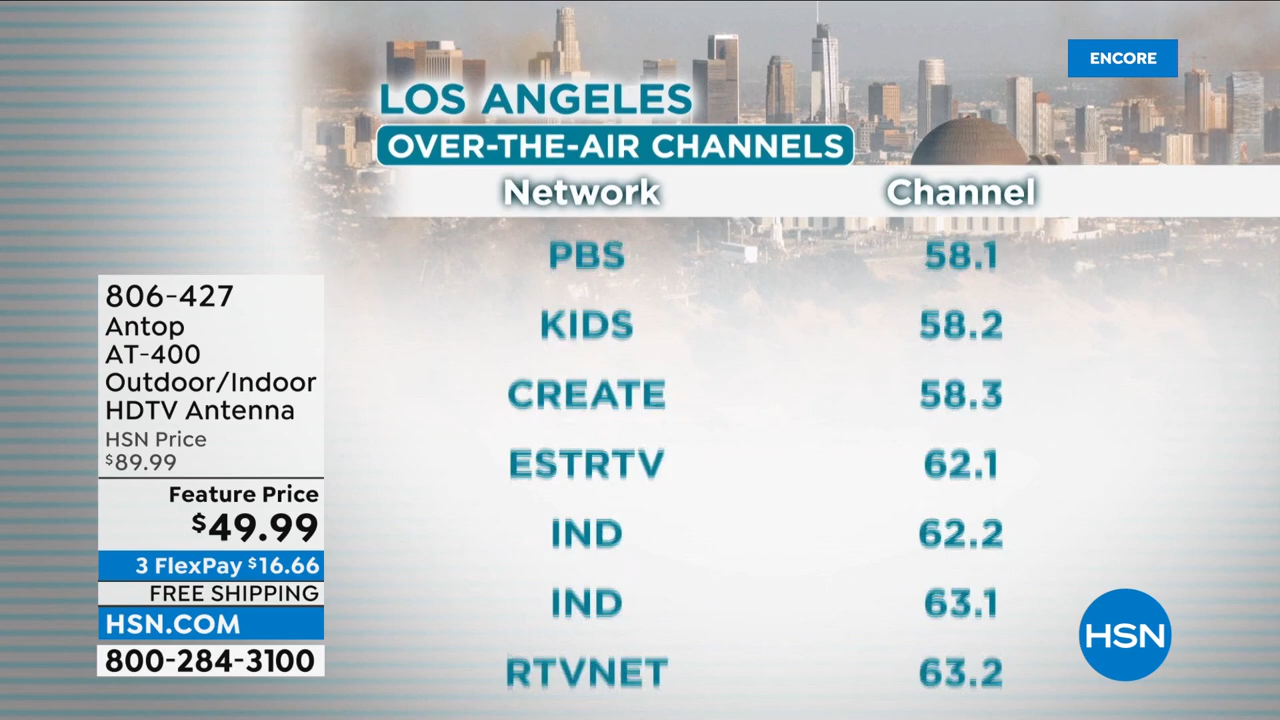 ENCORE
LOS ANGELES
OVER-THE-AIR CHANNELS
Network Channel
PBS 58.1
KIDS 58.2
CREATE 58.3
ESTRTV 62.1
IND 62.2
IND 63.1
RTVNET 63.2
806-427
Antop
AT-400
Outdoor/Indoor
HDTV Antenna
HSN Price
$89.99
Feature Price
$49.99
3 FlexPay $16.66
FREE SHIPPING
HSN.COM
800-284-3100
HSN